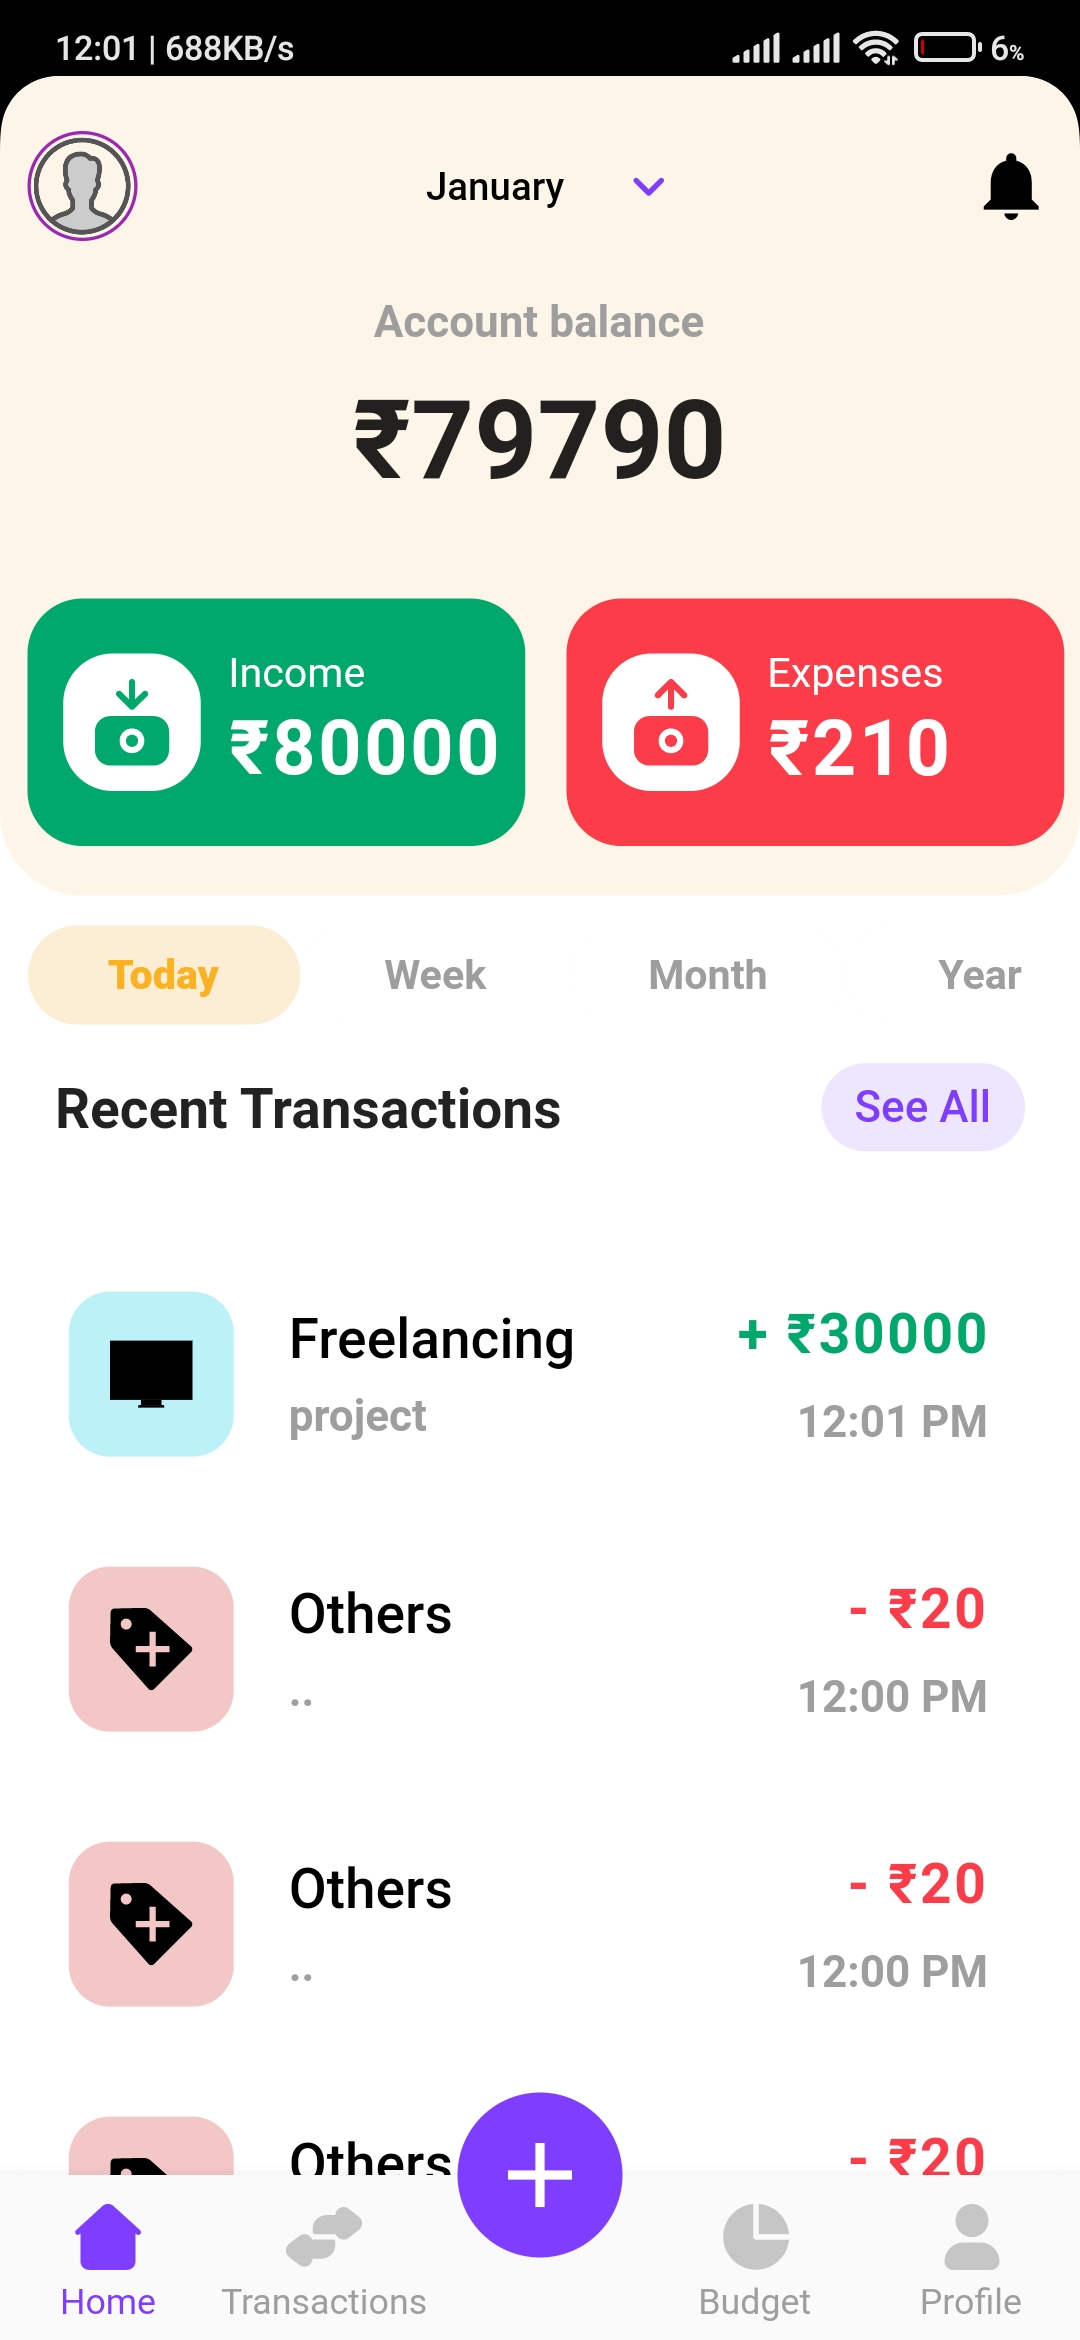 12:01 | 688KB/s 6%
January
Account balance
₹79790
Income
₹80000
Expenses
₹210
Today Week Month Year
Recent Transactions See All
Freelancing + ₹30000
project 12:01 PM
Others - ₹20
.. 12:00 PM
Others - ₹20
.. 12:00 PM
Others - ₹20
Home Transactions Budget Profile